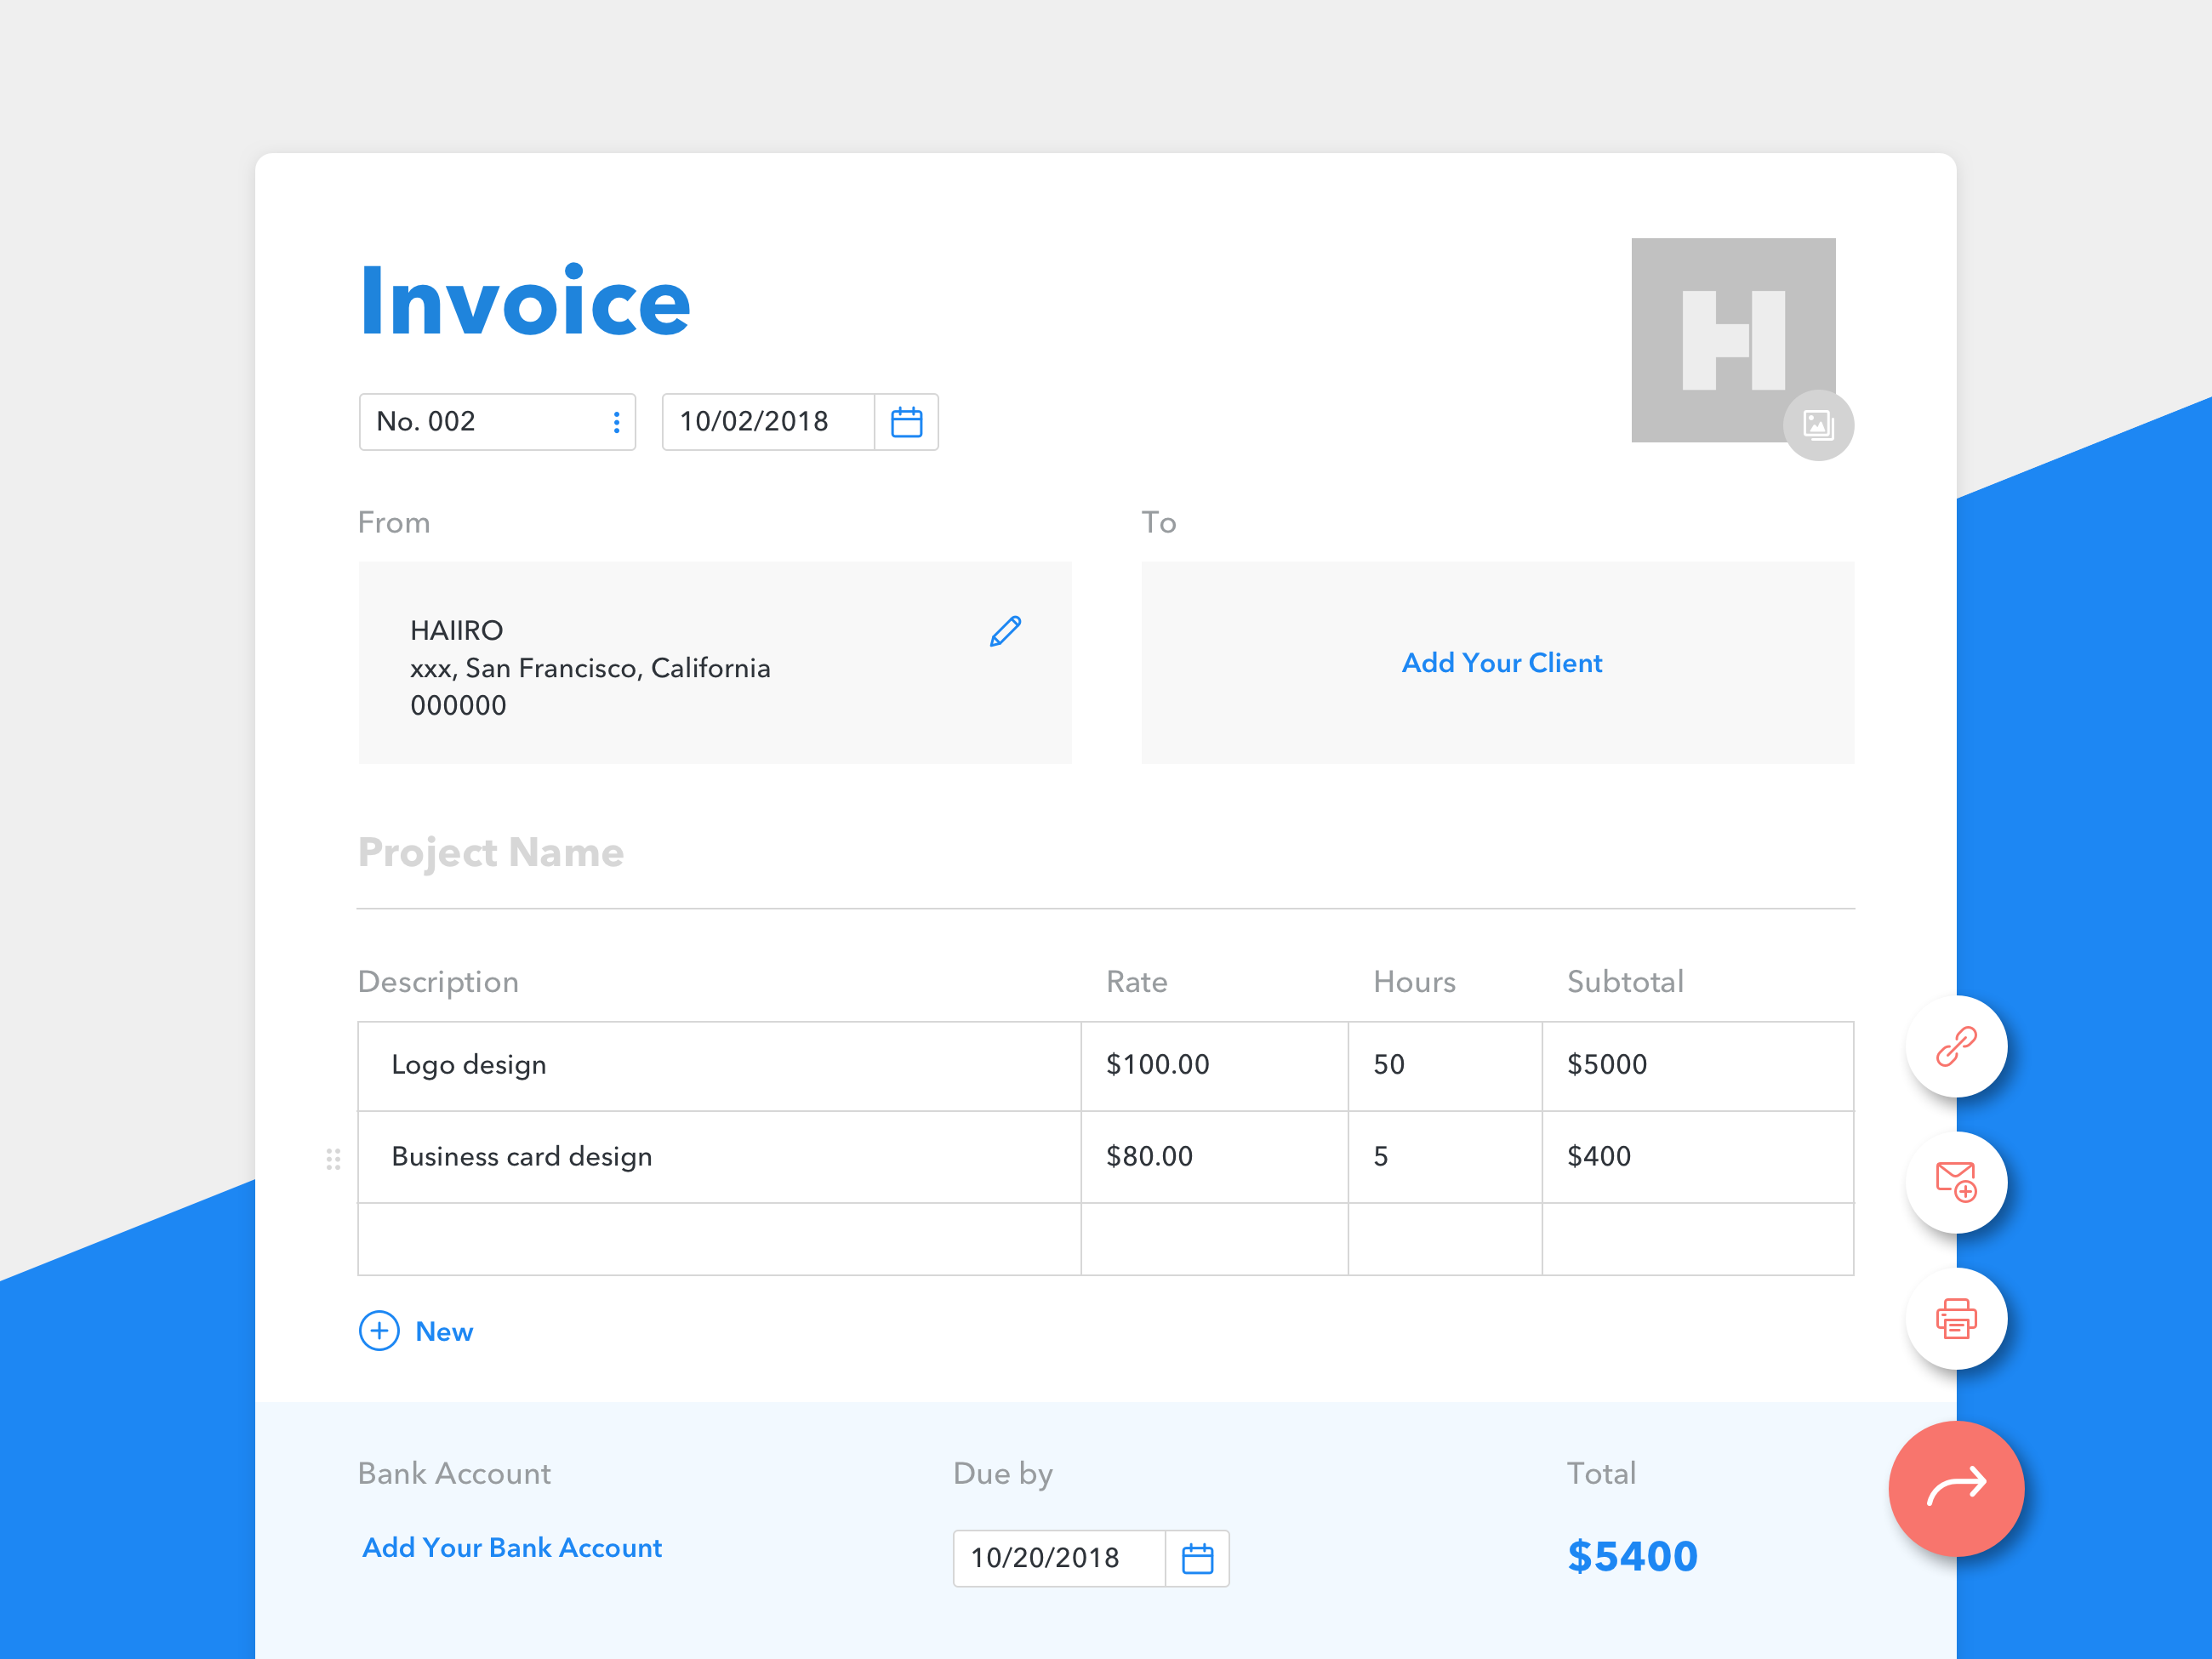 Invoice
H
No. 002
10/02/2018
From
To
HAIIRO
xxx, San Francisco, California
000000
Add Your Client
Project Name
Description Rate Hours Subtotal
Logo design $100.00 50 $5000
Business card design $80.00 5 $400
New
Bank Account Due by Total
Add Your Bank Account 10/20/2018 $5400